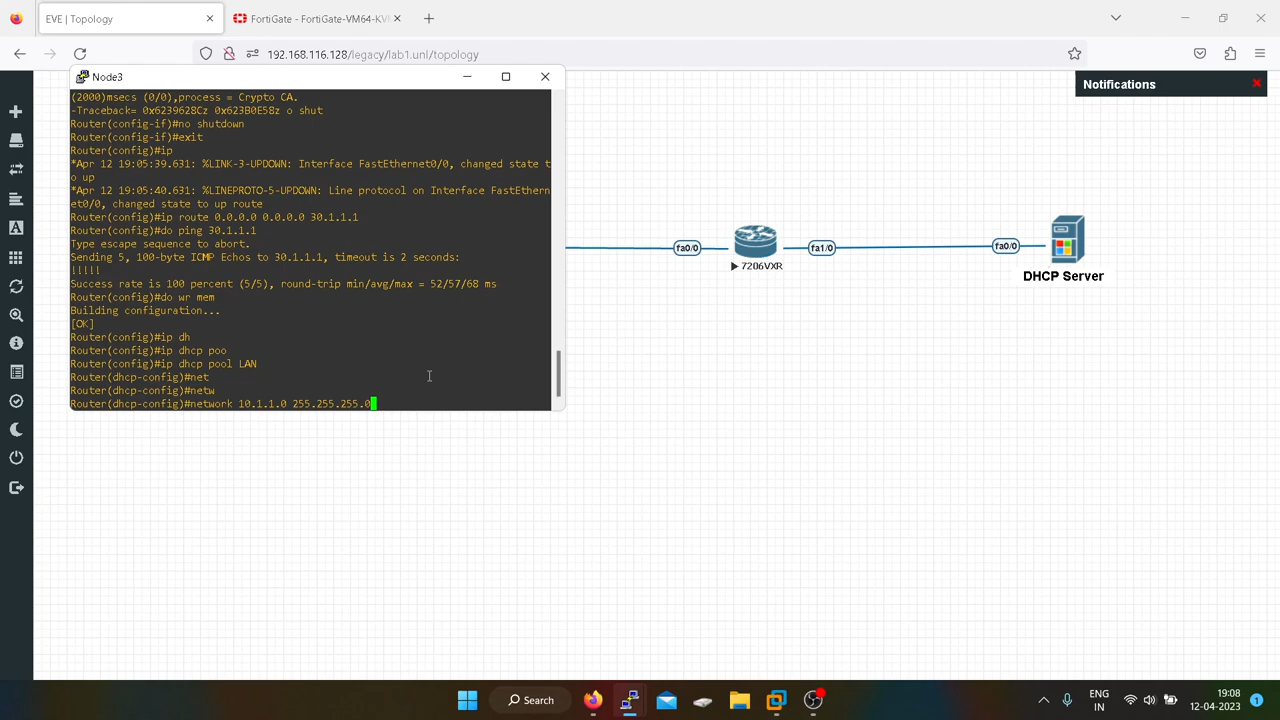 EVE | Topology
FortiGate - FortiGate-VM64-KV
192.168.116.128/legacy/lab1.unl/topology
Node3
Notifications
(2000)msecs (0/0),process = Crypto CA.
-Traceback= 0x6239628Cz 0x623B0E58z o shut
Router(config-if)#no shutdown
Router(config-if)#exit
Router(config)#ip
*Apr 12 19:05:39.631: %LINK-3-UPDOWN: Interface FastEthernet0/0, changed state t
o up
*Apr 12 19:05:40.631: %LINEPROTO-5-UPDOWN: Line protocol on Interface FastEthern
et0/0, changed state to up route
Router(config)#ip route 0.0.0.0 0.0.0.0 30.1.1.1
Router(config)#do ping 30.1.1.1
Type escape sequence to abort.
Sending 5, 100-byte ICMP Echos to 30.1.1.1, timeout is 2 seconds:
!!!!!
Success rate is 100 percent (5/5), round-trip min/avg/max = 52/57/68 ms
Router(config)#do wr mem
Building configuration...
[OK]
Router(config)#ip dh
Router(config)#ip dhcp poo
Router(config)#ip dhcp pool LAN
Router(dhcp-config)#net
Router(dhcp-config)#netw
Router(dhcp-config)#network 10.1.1.0 255.255.255.0
fa0/0
fa1/0
fa0/0
7206VXR
DHCP Server
Search
ENG
IN
19:08
12-04-2023
1